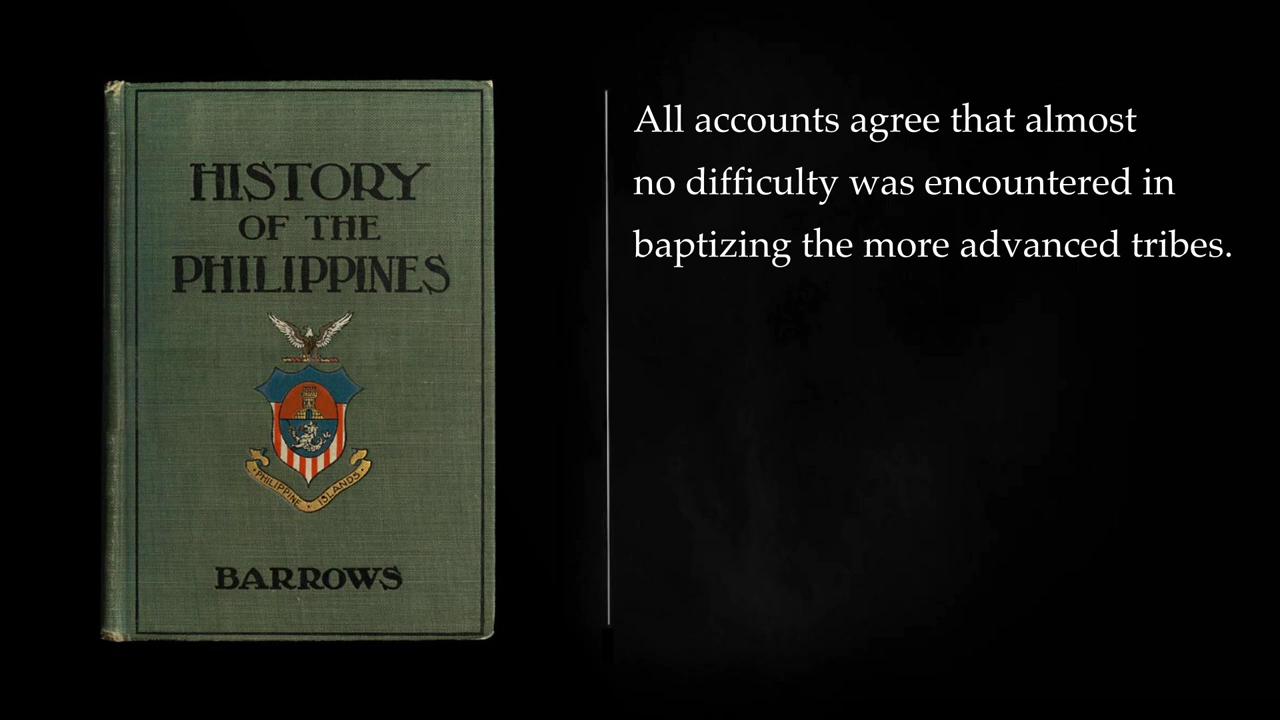 HISTORY
OF THE
PHILIPPINES
PHILIPPINE ISLANDS
BARROWS
All accounts agree that almost
no difficulty was encountered in
baptizing the more advanced tribes.